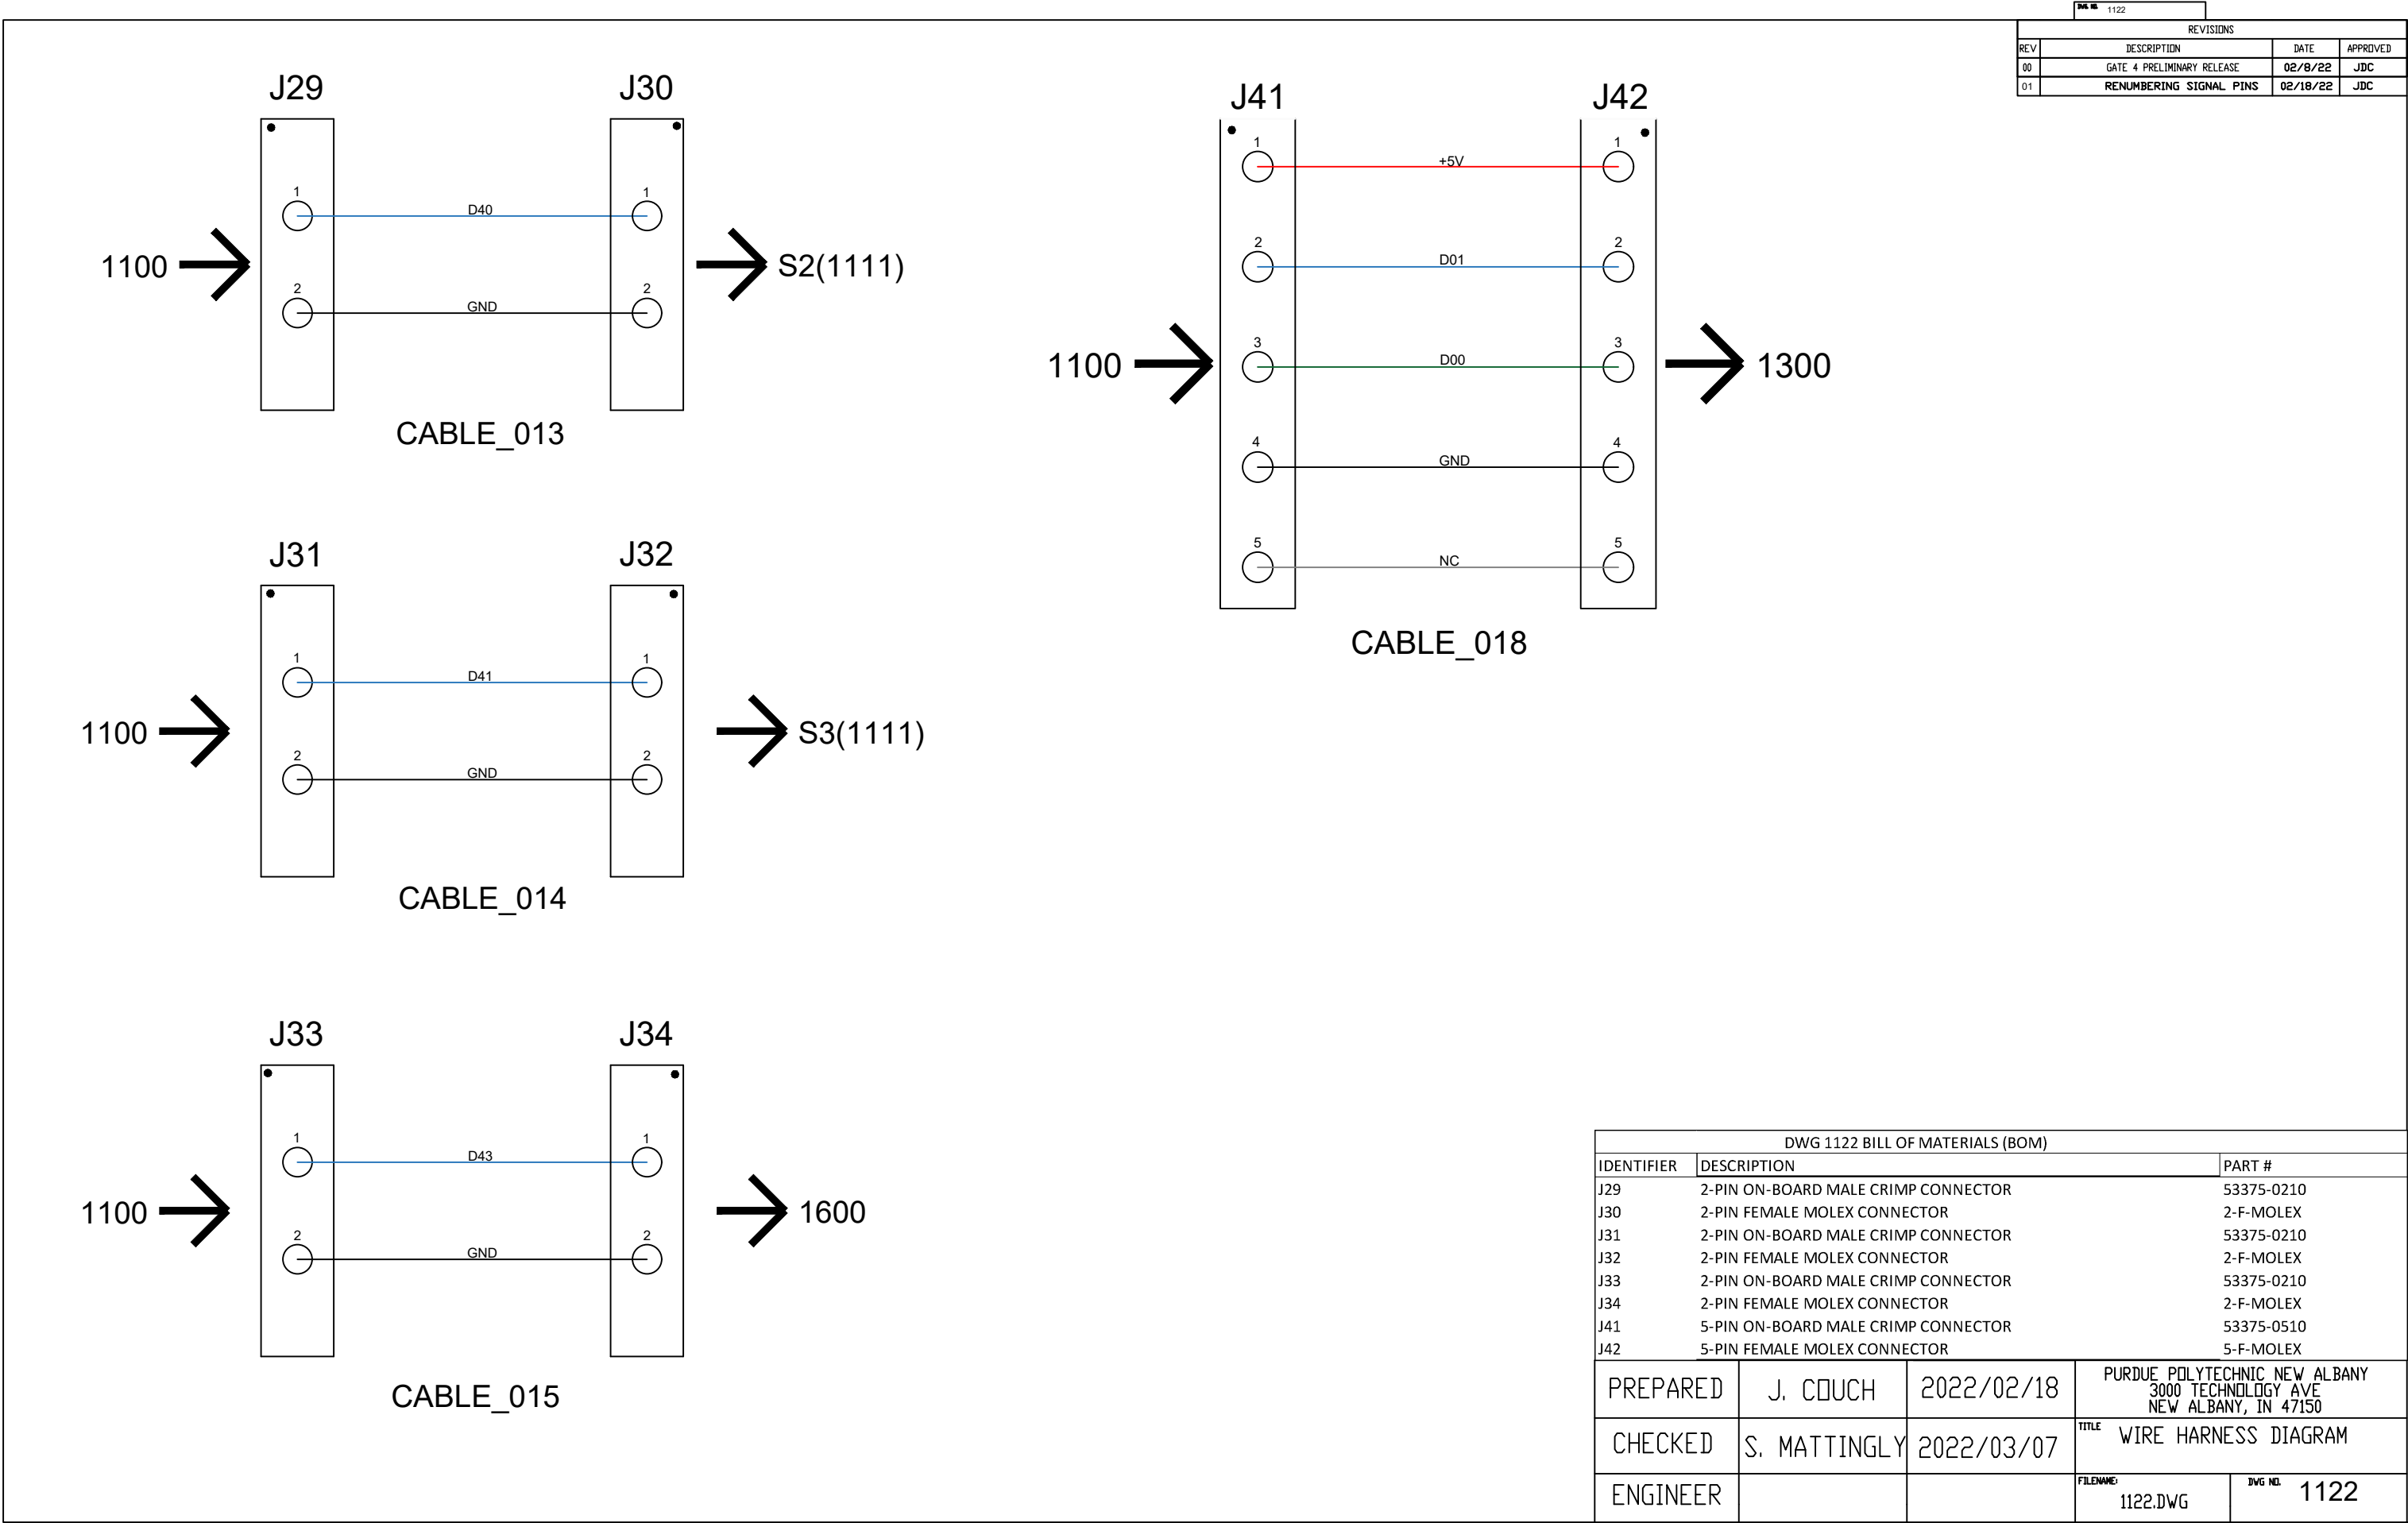 DWG NO. 1122
REVISIONS
REV DESCRIPTION DATE APPROVED
00 GATE 4 PRELIMINARY RELEASE 02/8/22 JDC
01 RENUMBERING SIGNAL PINS 02/18/22 JDC
J29 J30
1 D40 1
1100 S2(1111)
2 GND 2
CABLE_013
J41 J42
1 +5V 1
2 D01 2
3 D00 3
1100 1300
4 GND 4
5 NC 5
CABLE_018
J31 J32
1 D41 1
1100 S3(1111)
2 GND 2
CABLE_014
J33 J34
1 D43 1
1100 1600
2 GND 2
CABLE_015
DWG 1122 BILL OF MATERIALS (BOM)
IDENTIFIER DESCRIPTION PART #
J29 2-PIN ON-BOARD MALE CRIMP CONNECTOR 53375-0210
J30 2-PIN FEMALE MOLEX CONNECTOR 2-F-MOLEX
J31 2-PIN ON-BOARD MALE CRIMP CONNECTOR 53375-0210
J32 2-PIN FEMALE MOLEX CONNECTOR 2-F-MOLEX
J33 2-PIN ON-BOARD MALE CRIMP CONNECTOR 53375-0210
J34 2-PIN FEMALE MOLEX CONNECTOR 2-F-MOLEX
J41 5-PIN ON-BOARD MALE CRIMP CONNECTOR 53375-0510
J42 5-PIN FEMALE MOLEX CONNECTOR 5-F-MOLEX
PREPARED J. COUCH 2022/02/18
PURDUE POLYTECHNIC NEW ALBANY
3000 TECHNOLOGY AVE
NEW ALBANY, IN 47150
CHECKED S. MATTINGLY 2022/03/07
TITLE WIRE HARNESS DIAGRAM
ENGINEER
FILENAME: 1122.DWG
DWG NO. 1122